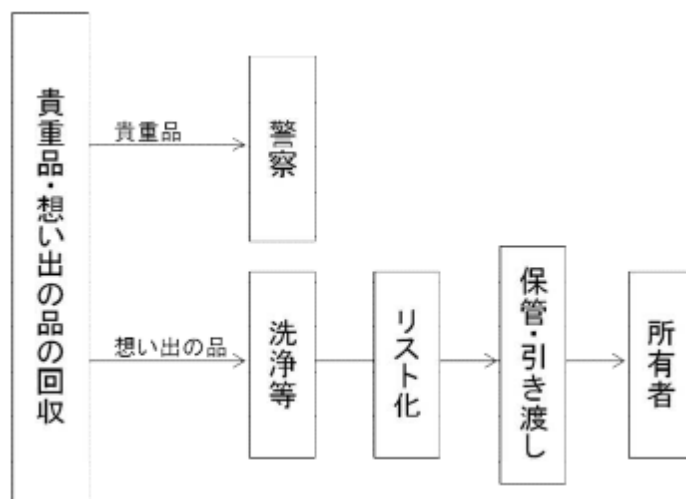 貴重品・想い出の品の回収
貴重品
警察
想い出の品
洗浄等
リスト化
保管・引き渡し
所有者